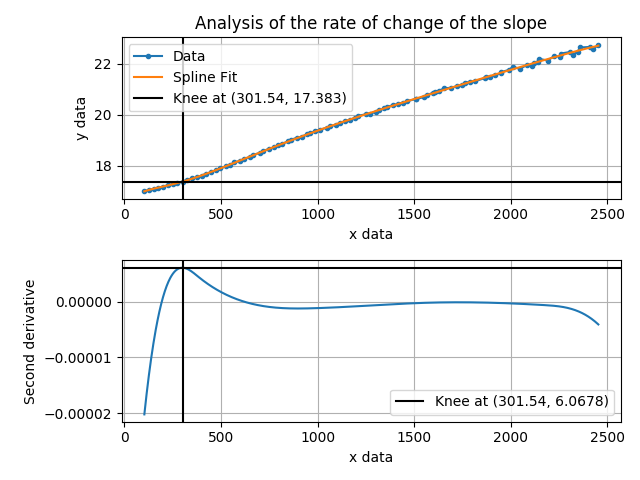 Analysis of the rate of change of the slope
Data
Spline Fit
Knee at (301.54, 17.383)
y data
22
20
18
0 500 1000 1500 2000 2500
x data
Second derivative
0.00000
−0.00001
−0.00002
Knee at (301.54, 6.0678)
0 500 1000 1500 2000 2500
x data